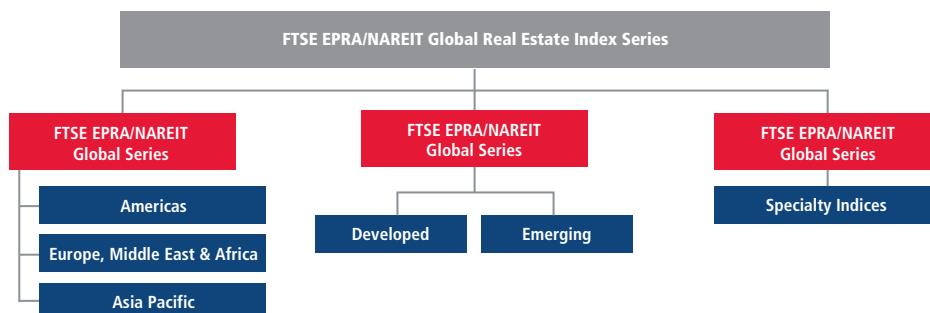 FTSE EPRA/NAREIT Global Real Estate Index Series
FTSE EPRA/NAREIT
Global Series
Americas
Europe, Middle East & Africa
Asia Pacific
FTSE EPRA/NAREIT
Global Series
Developed
Emerging
FTSE EPRA/NAREIT
Global Series
Specialty Indices